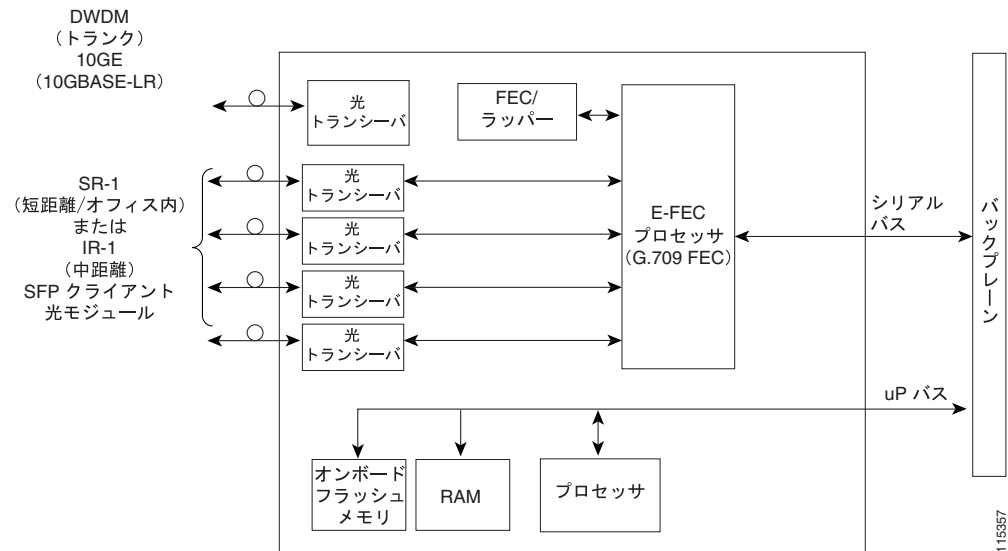 DWDM
（トランク）
10GE
（10GBASE-LR）
光
トランシーバ
FEC/
ラッパー
SR-1
（短距離/オフィス内）
または
IR-1
（中距離）
SFP クライアント
光モジュール
光
トランシーバ
光
トランシーバ
光
トランシーバ
光
トランシーバ
E-FEC
プロセッサ
（G.709 FEC）
シリアル
バス
バックプレーン
uP バス
オンボード
フラッシュ
メモリ
RAM
プロセッサ
115357